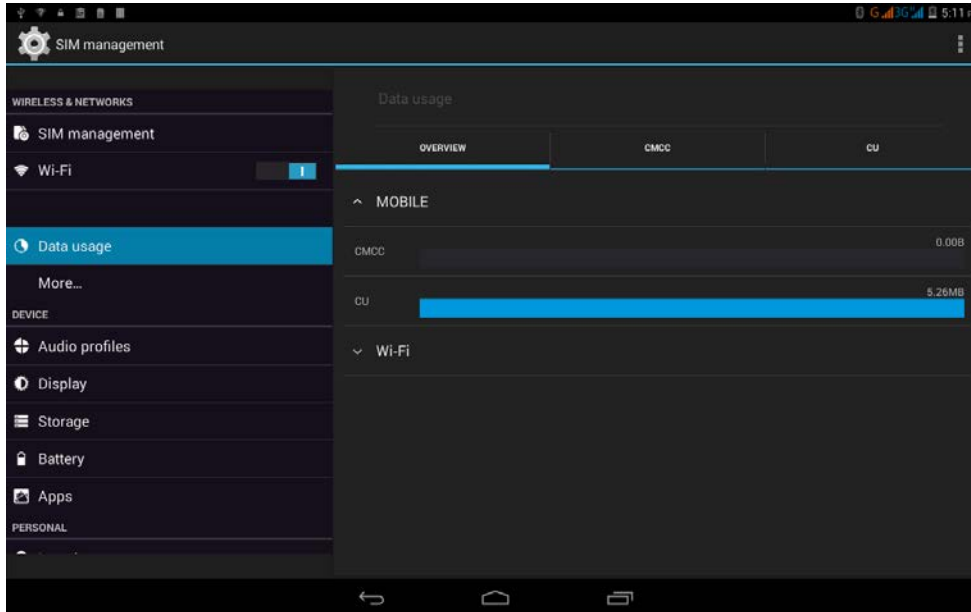 G 3G 5:11
SIM management
WIRELESS & NETWORKS
SIM management
Wi-Fi
Data usage
More...
DEVICE
Audio profiles
Display
Storage
Battery
Apps
PERSONAL
Data usage
OVERVIEW CMCC CU
MOBILE
CMCC 0.00B
CU 5.26MB
Wi-Fi